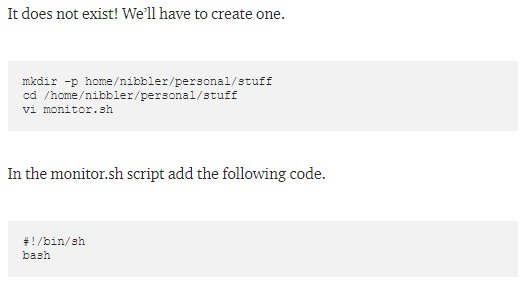 It does not exist! We’ll have to create one.
mkdir -p home/nibbler/personal/stuff
cd /home/nibbler/personal/stuff
vi monitor.sh
In the monitor.sh script add the following code.
#!/bin/sh
bash